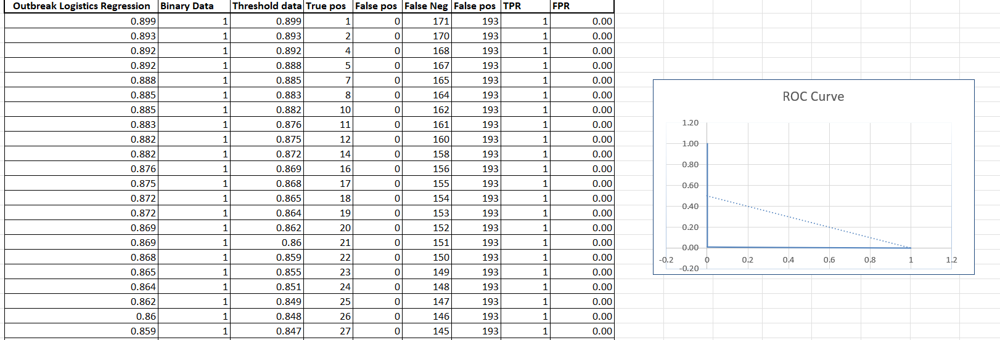 Outbreak Logistics Regression Binary Data Threshold data True pos False pos False Neg False pos TPR FPR
0.899 1 0.899 1 0 171 193 1 0.00
0.893 1 0.893 2 0 170 193 1 0.00
0.892 1 0.892 4 0 168 193 1 0.00
0.892 1 0.888 5 0 167 193 1 0.00
0.888 1 0.885 7 0 165 193 1 0.00
0.885 1 0.883 8 0 164 193 1 0.00
0.885 1 0.882 10 0 162 193 1 0.00
0.883 1 0.876 11 0 161 193 1 0.00
0.882 1 0.875 12 0 160 193 1 0.00
0.882 1 0.872 14 0 158 193 1 0.00
0.876 1 0.869 16 0 156 193 1 0.00
0.875 1 0.868 17 0 155 193 1 0.00
0.872 1 0.865 18 0 154 193 1 0.00
0.872 1 0.864 19 0 153 193 1 0.00
0.869 1 0.862 20 0 152 193 1 0.00
0.869 1 0.86 21 0 151 193 1 0.00
0.868 1 0.859 22 0 150 193 1 0.00
0.865 1 0.855 23 0 149 193 1 0.00
0.864 1 0.851 24 0 148 193 1 0.00
0.862 1 0.849 25 0 147 193 1 0.00
0.86 1 0.848 26 0 146 193 1 0.00
0.859 1 0.847 27 0 145 193 1 0.00
ROC Curve
1.20
1.00
0.80
0.60
0.40
0.20
0.00
-0.2 0 0.2 0.4 0.6 0.8 1 1.2
-0.20